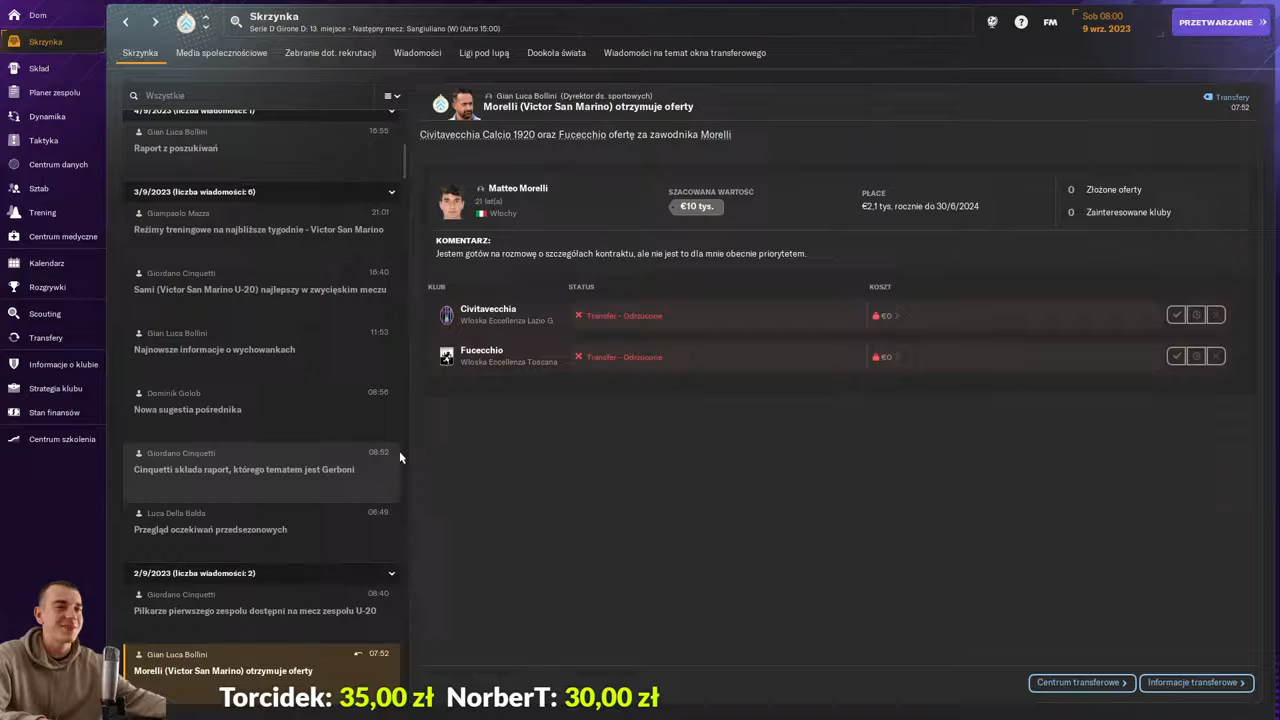 Dom
Skrzynka
Skład
Planer zespołu
Dynamika
Taktyka
Centrum danych
Sztab
Trening
Centrum medyczne
Kalendarz
Rozgrywki
Scouting
Transfery
Informacje o klubie
Strategia klubu
Stan finansów
Centrum szkolenia
Skrzynka
Serie D Girone D: 13. miejsce - Następny mecz: Sangiuliano (W) (Jutro 15:00)
FM
Sob 08:00
9 wrz. 2023
PRZETWARZANIE
Skrzynka
Media społecznościowe
Zebranie dot. rekrutacji
Wiadomości
Ligi pod lupą
Dookoła świata
Wiadomości na temat okna transferowego
Wszystkie
4/9/2023 (liczba wiadomości: 1)
Gian Luca Bollini 16:55
Raport z poszukiwań
3/9/2023 (liczba wiadomości: 6)
Giampaolo Mazza 21:01
Reżimy treningowe na najbliższe tygodnie - Victor San Marino
Giordano Cinquetti 16:40
Sami (Victor San Marino U-20) najlepszy w zwycięskim meczu
Gian Luca Bollini 11:53
Najnowsze informacje o wychowankach
Dominik Golob 08:56
Nowa sugestia pośrednika
Giordano Cinquetti 08:52
Cinquetti składa raport, którego tematem jest Gerboni
Luca Della Balda 08:49
Przegląd oczekiwań przedsezonowych
2/9/2023 (liczba wiadomości: 2)
Giordano Cinquetti 08:40
Piłkarze pierwszego zespołu dostępni na mecz zespołu U-20
Gian Luca Bollini 07:52
Morelli (Victor San Marino) otrzymuje oferty
Gian Luca Bollini (Dyrektor ds. sportowych)
Morelli (Victor San Marino) otrzymuje oferty
Transfery
07:52
Civitavecchia Calcio 1920 oraz Fucecchio ofertę za zawodnika Morelli
Matteo Morelli
21 lat(a)
Włochy
SZACOWANA WARTOŚĆ
€10 tys.
PŁACE
€2,1 tys. rocznie do 30/6/2024
0 Złożone oferty
0 Zainteresowane kluby
KOMENTARZ:
Jestem gotów na rozmowę o szczegółach kontraktu, ale nie jest to dla mnie obecnie priorytetem.
KLUB STATUS KOSZT
Civitavecchia
Włoska Eccellenza Lazio G
Transfer - Odrzucone
€0
Fucecchio
Włoska Eccellenza Toscana
Transfer - Odrzucone
€0
Centrum transferowe
Informacje transferowe
Torcidek: 35,00 zł NorberT: 30,00 zł